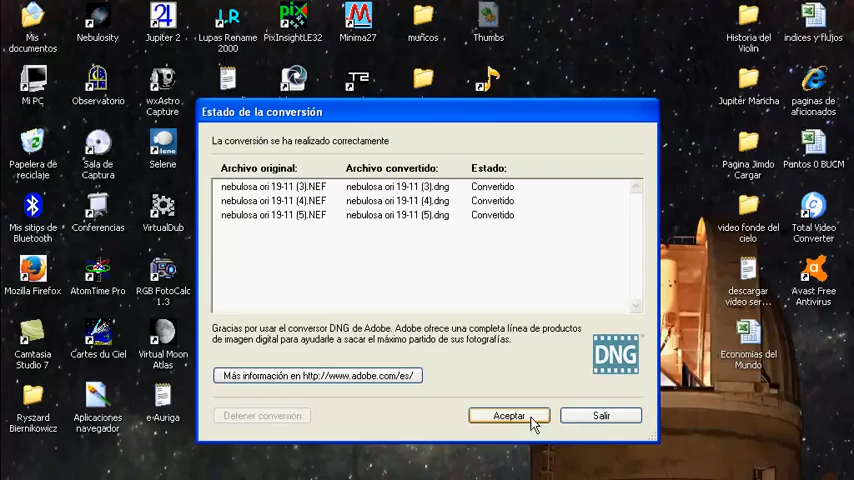 Mis documentos
Nebulosity
Jupiter 2
Lupas Rename 2000
PixInsightLE32
Minima27
muñcos
Thumbs
Historia del Violin
indices y flujos
Mi PC
Observatorio
wxAstro Capture
Jupitér Mancha
paginas de aficionados
Papelera de reciclaje
Sala de Captura
Selene
Pagina Jimdo Cargar
Puntos 0 BUCM
Mis sitios de Bluetooth
Conferencias
VirtualDub
video fonde del cielo
Total Video Converter
Mozilla Firefox
AtomTime Pro
RGB FotoCalc 1.3
descargar video ser...
Avast Free Antivirus
Camtasia Studio 7
Cartes du Ciel
Virtual Moon Atlas
Economias del Mundo
Ryszard Biernikowicz
Aplicaciones navegador
e-Auriga
Estado de la conversión
La conversión se ha realizado correctamente
Archivo original: Archivo convertido: Estado:
nebulosa ori 19-11 (3).NEF nebulosa ori 19-11 (3).dng Convertido
nebulosa ori 19-11 (4).NEF nebulosa ori 19-11 (4).dng Convertido
nebulosa ori 19-11 (5).NEF nebulosa ori 19-11 (5).dng Convertido
Gracias por usar el conversor DNG de Adobe. Adobe ofrece una completa línea de productos
de imagen digital para ayudarle a sacar el máximo partido de sus fotografías.
DNG
Más información en http://www.adobe.com/es/
Detener conversión
Aceptar
Salir